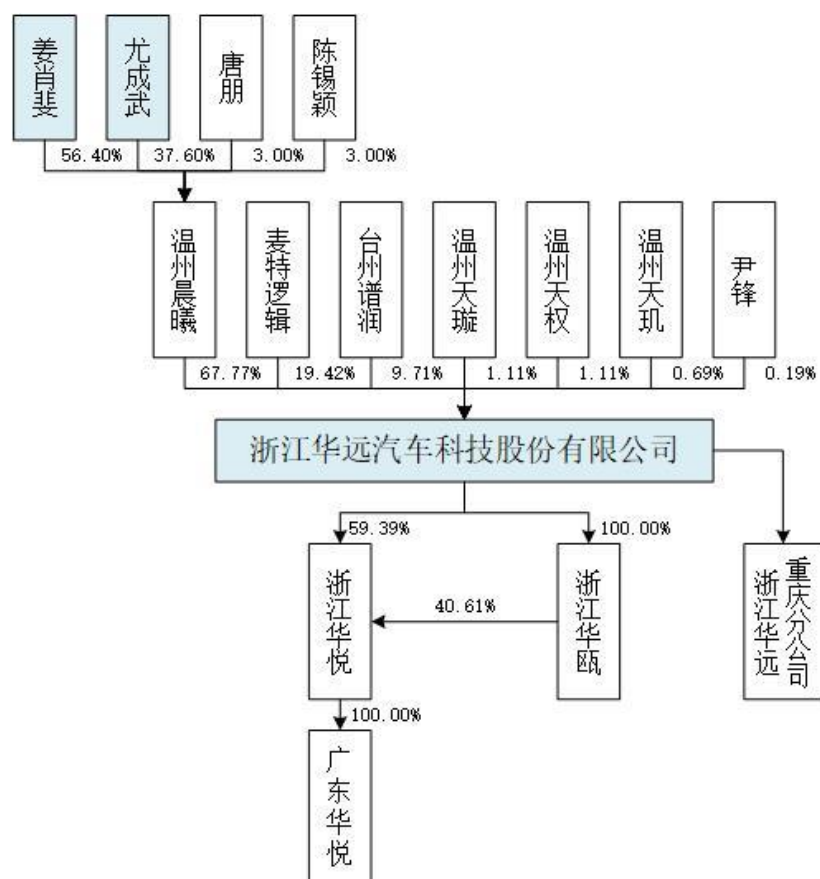 姜肖斐
尤成武
唐朋
陈锡颖
56.40%
37.60%
3.00%
3.00%
温州晨曦
麦特逻辑
台州谱润
温州天璇
温州天权
温州天玑
尹锋
67.77%
19.42%
9.71%
1.11%
1.11%
0.69%
0.19%
浙江华远汽车科技股份有限公司
59.39%
100.00%
浙江华悦
40.61%
浙江华瓯
重庆分公司
浙江华远
100.00%
广东华悦